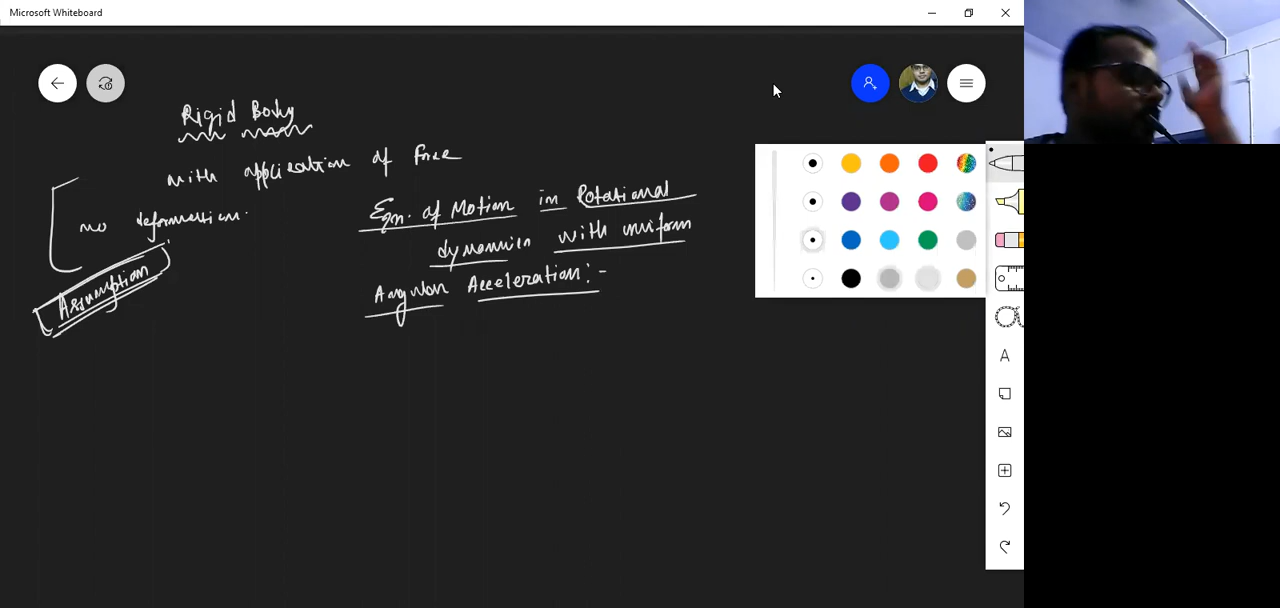 Microsoft Whiteboard
Rigid Body
with application of force
no deformation.
Assumption
Eqn. of Motion in Rotational
dynamics with uniform
Angular Acceleration:-
A